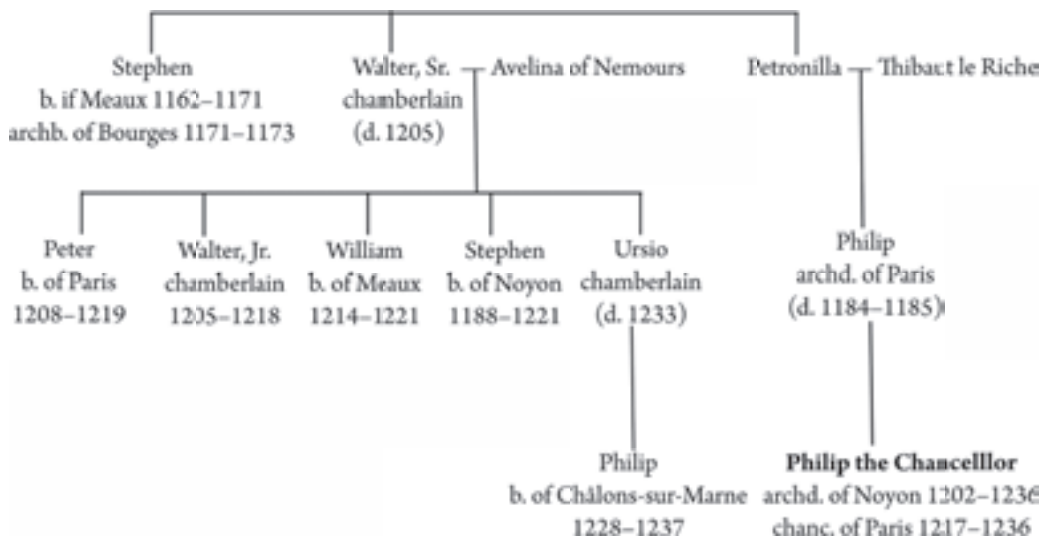 Stephen
b. if Meaux 1162–1171
archb. of Bourges 1171–1173
Walter, Sr.
chamberlain
(d. 1205)
Avelina of Nemours
Petronilla
Thibaut le Riche
Peter
b. of Paris
1208–1219
Walter, Jr.
chamberlain
1205–1218
William
b. of Meaux
1214–1221
Stephen
b. of Noyon
1188–1221
Ursio
chamberlain
(d. 1233)
Philip
archd. of Paris
(d. 1184–1185)
Philip
b. of Châlons-sur-Marne
1228–1237
Philip the Chancelllor
archd. of Noyon 1202–1236
chanc. of Paris 1217–1236